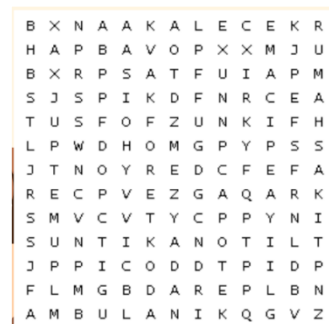 B X N A A K A L E C E K R
H A P B A V O P X X M J U
B X R P S A T F U I A P M
S J S P I K D F N R C E A
T U S F O F Z U N K I F H
L P W D H O M G P Y P S S
J T N O Y R E D C F E F A
R E C P V E Z G A Q A R K
S M V C V T Y C P P Y N I
S U N T I K A N O T I L T
J P P I C O D D T P I D P
F L M G B D A R E P L B N
A M B U L A N I K Q G V Z